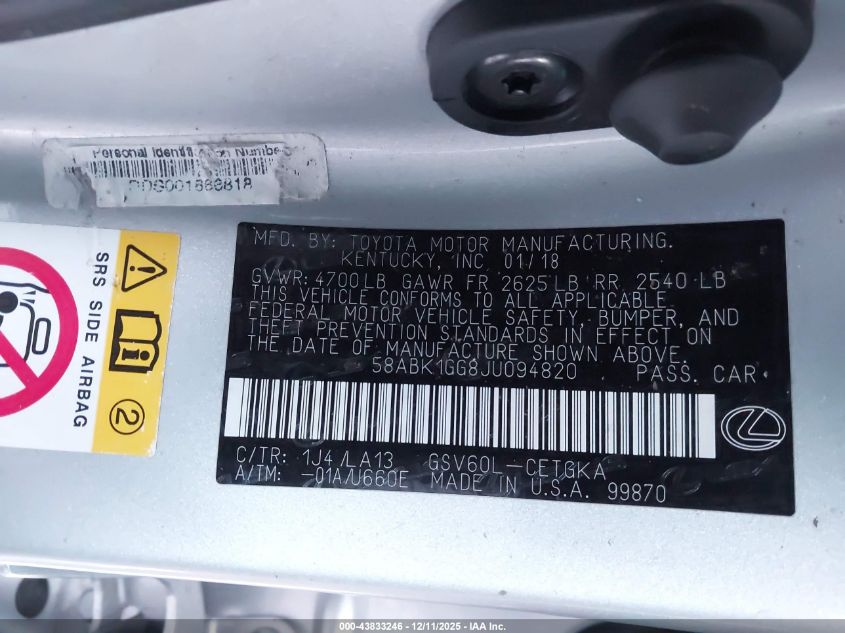 Personal Identification Number
MFD. BY: TOYOTA MOTOR MANUFACTURING.
KENTUCKY, INC 01/18
GVWR: 4700LB GAWR FR 2625LB RR 2540 LB
THIS VEHICLE CONFORMS TO ALL APPLICABLE
FEDERAL MOTOR VEHICLE SAFETY, BUMPER, AND
THEFT PREVENTION STANDARDS IN EFFECT ON
THE DATE OF MANUFACTURE SHOWN ABOVE.
58ABK1GG8JU094820 PASS. CAR
C/TR: 1J4 /LA13 GSV60L-CETGKA
A/TM: -01A/U660E MADE IN U.S.A. 99870
SRS SIDE AIRBAG
2
000-43833246 - 12/11/2025 - IAA Inc.